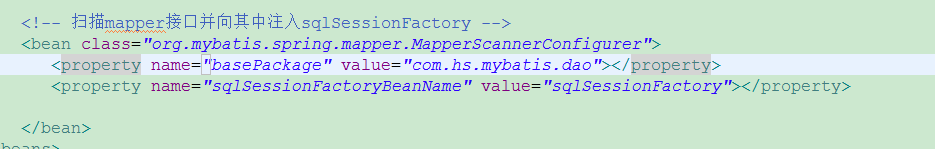 <!-- 扫描mapper接口并向其中注入sqlSessionFactory -->
<bean class="org.mybatis.spring.mapper.MapperScannerConfigurer">
<property name="basePackage" value="com.hs.mybatis.dao"></property>
<property name="sqlSessionFactoryBeanName" value="sqlSessionFactory"></property>
</bean>
beans>